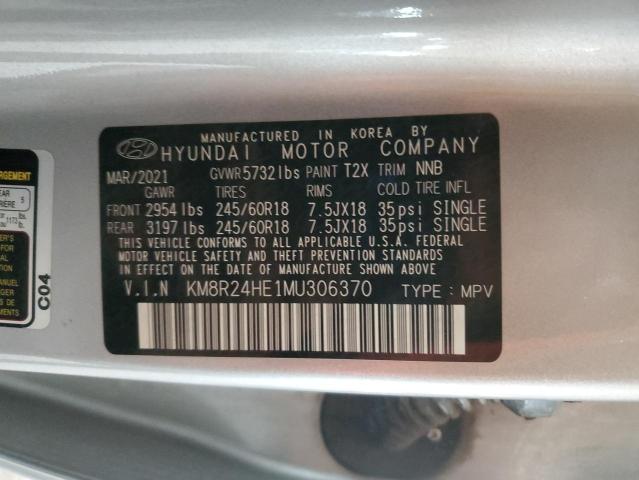 MANUFACTURED IN KOREA BY
HYUNDAI MOTOR COMPANY
MAR/2021 GVWR 5732 lbs PAINT T2X TRIM NNB
GAWR TIRES RIMS COLD TIRE INFL
FRONT 2954 lbs 245/60R18 7.5JX18 35psi SINGLE
REAR 3197 lbs 245/60R18 7.5JX18 35psi SINGLE
THIS VEHICLE CONFORMS TO ALL APPLICABLE U.S.A. FEDERAL
MOTOR VEHICLE SAFETY AND THEFT PREVENTION STANDARDS
IN EFFECT ON THE DATE OF MANUFACTURE SHOWN ABOVE.
V.I.N KM8R24HE1MU306370 TYPE : MPV
C04
5
1173
lb.